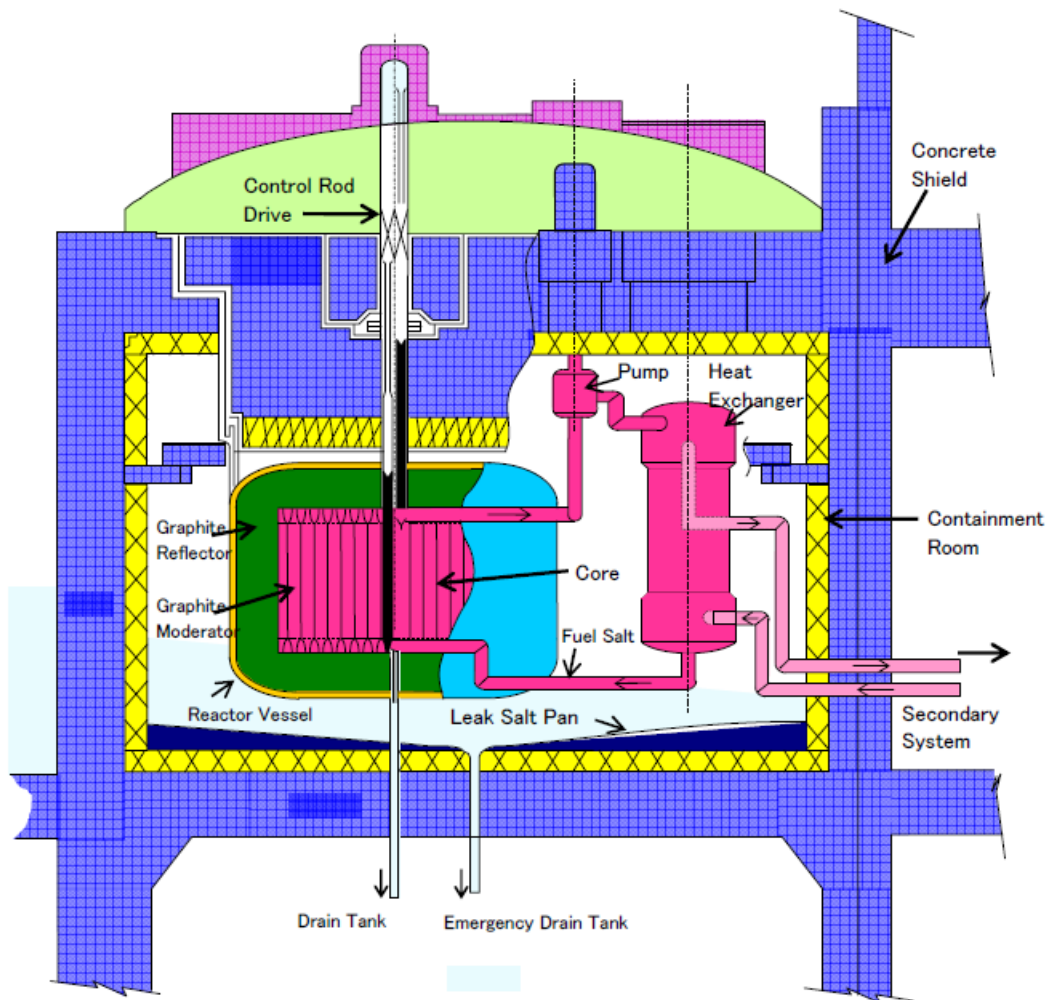 Concrete
Shield
Control Rod
Drive
Pump
Heat
Exchanger
Graphite
Reflector
Containment
Room
Core
Graphite
Moderator
Fuel Salt
Reactor Vessel
Leak Salt Pan
Secondary
System
Drain Tank
Emergency Drain Tank